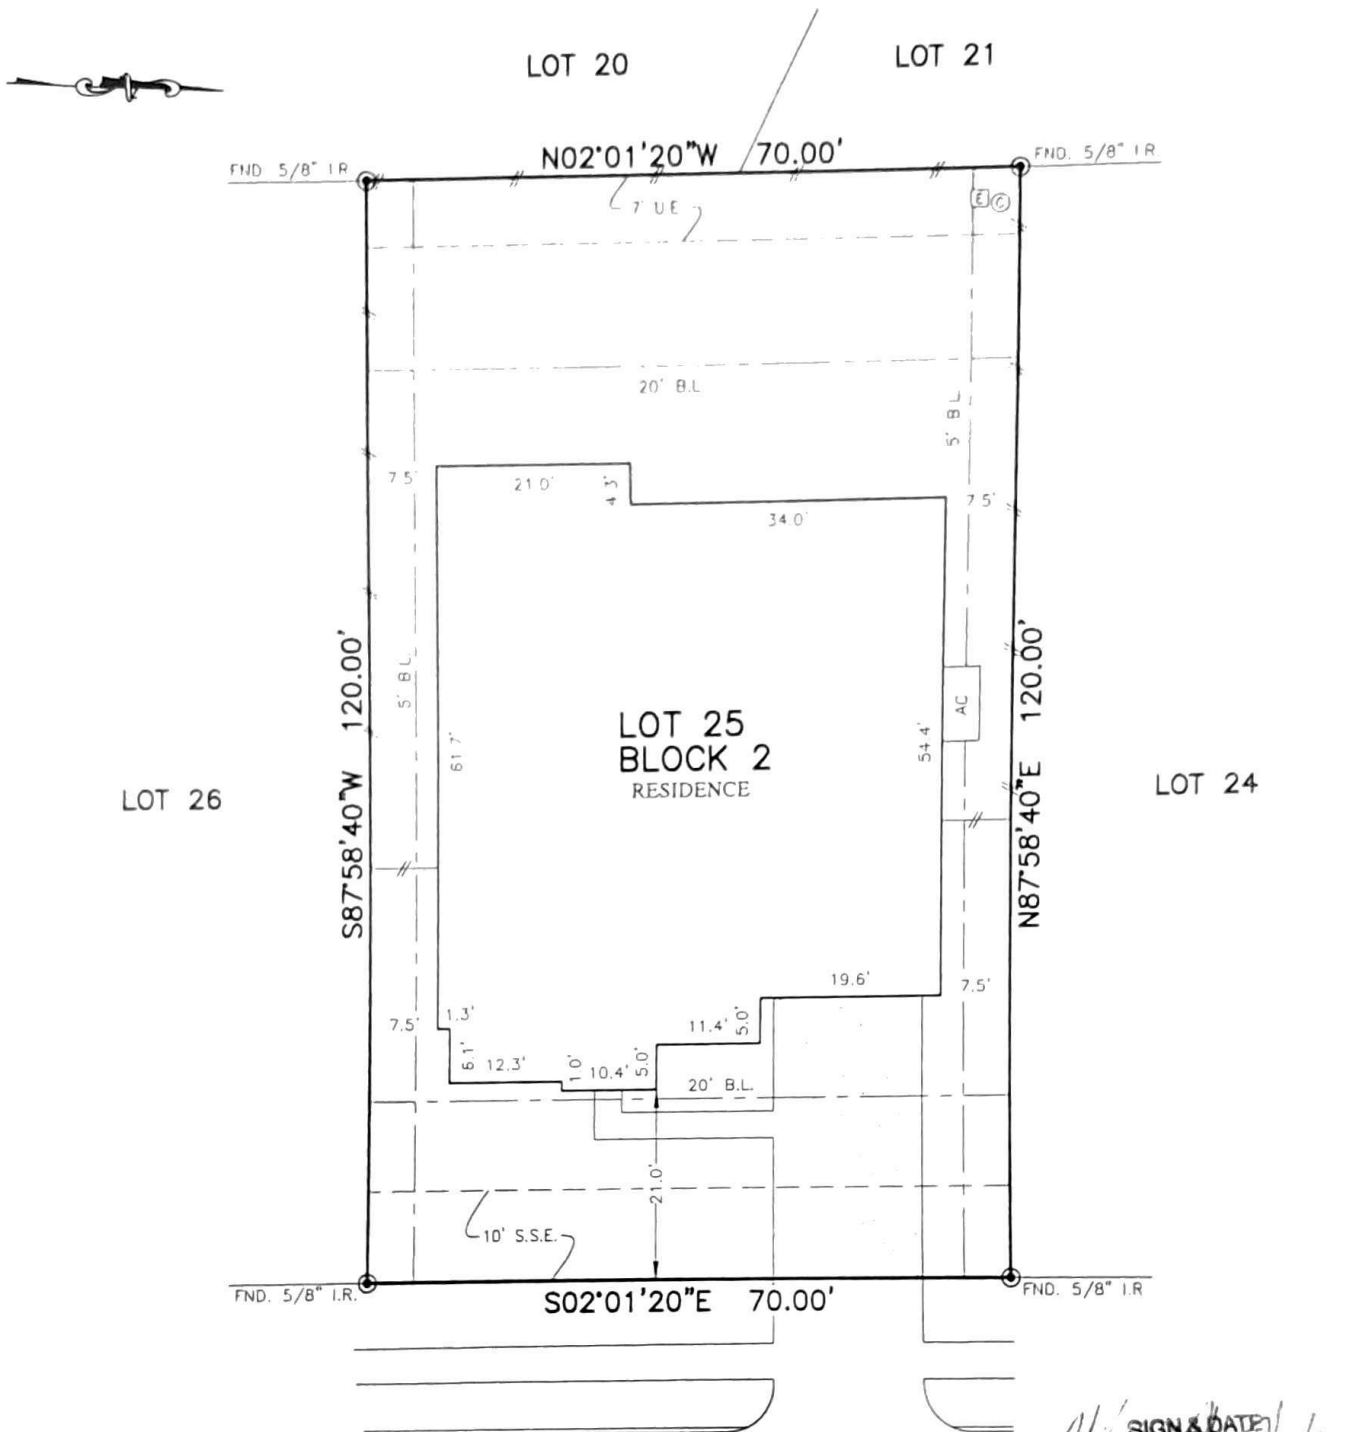 LOT 20
LOT 21
N02°01'20"W 70.00'
FND 5/8" I R
FND. 5/8" I R
E C
7' U E
20' B.L
5' B L
7 5'
21 0'
4 3'
34.0'
7 5'
S87°58'40"W 120.00'
5' B L.
61 7'
LOT 25
BLOCK 2
RESIDENCE
54.4'
AC
N87°58'40"E 120.00'
LOT 26
LOT 24
19.6'
7.5'
7.5'
1.3'
6.1'
12.3'
1 0'
10.4'
5.0'
11.4'
5.0'
20' B.L.
21.0'
10' S.S.E.
FND. 5/8" I.R.
S02°01'20"E 70.00'
FND. 5/8" I.R
SIGN & DATE